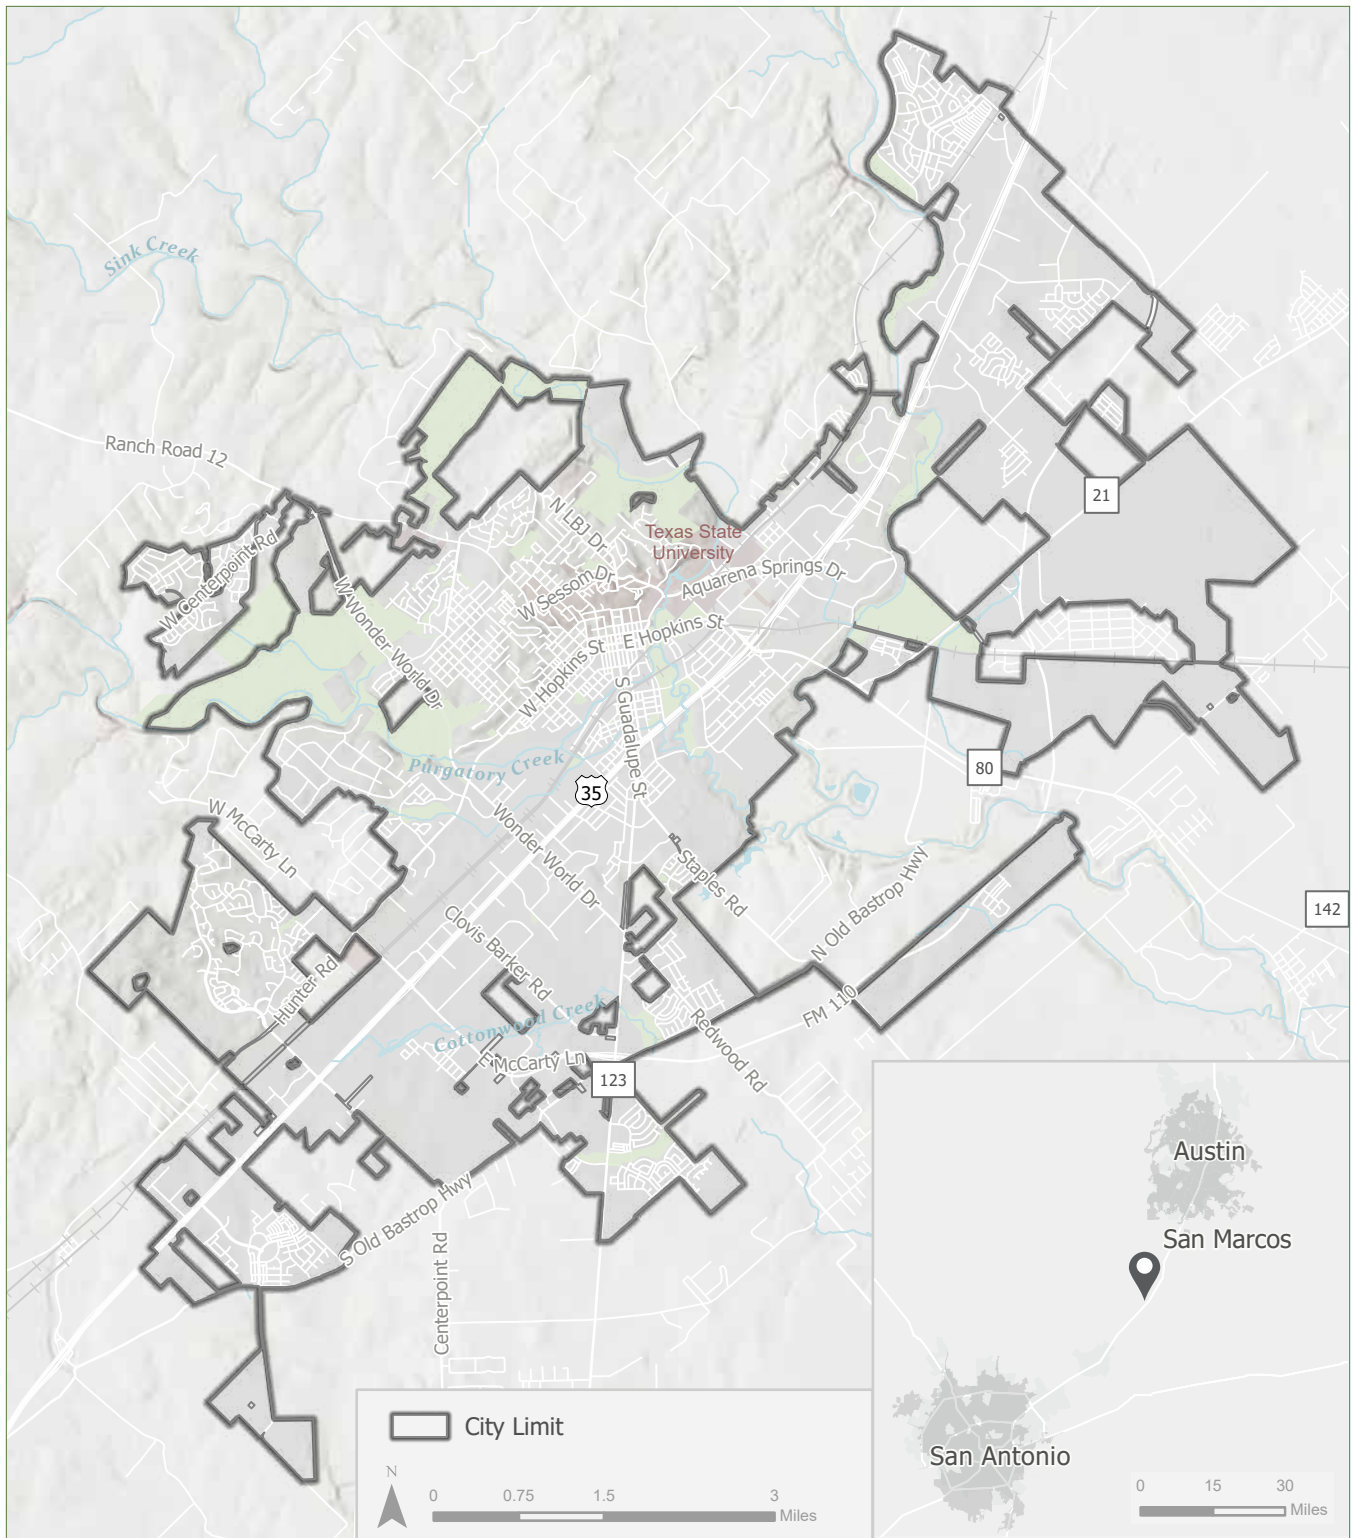 Sink Creek
Ranch Road 12
W Centerpoint Rd
W Wonder World Dr
N LBJ Dr
W Sessom Dr
Texas State
University
Aquarena Springs Dr
21
E Hopkins St
W Hopkins St
S Guadalupe St
Purgatory Creek
35
80
W McCarty Ln
Wonder World Dr
Staples Rd
N Old Bastrop Hwy
142
Clovis Barker Rd
Hunter Rd
Cottonwood Creek
FM 110
Redwood Rd
E McCarty Ln
123
S Old Bastrop Hwy
Centerpoint Rd
Austin
San Marcos
San Antonio
City Limit
N
0 0.75 1.5 3
Miles
0 15 30
Miles